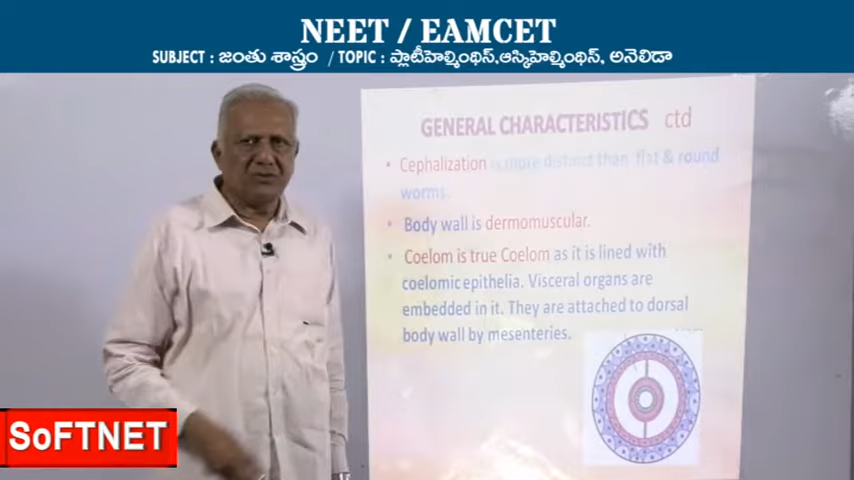 NEET / EAMCET
SUBJECT : జంతు శాస్త్రం / TOPIC : ప్లాటీహెల్మింథిస్,ఆస్కిహెల్మింథిస్, అనెలిడా
GENERAL CHARACTERISTICS ctd
• Cephalization is more distinct than flat & round
worms.
• Body wall is dermomuscular.
• Coelom is true Coelom as it is lined with
coelomic epithelia. Visceral organs are
embedded in it. They are attached to dorsal
body wall by mesenteries.
SoFTNET